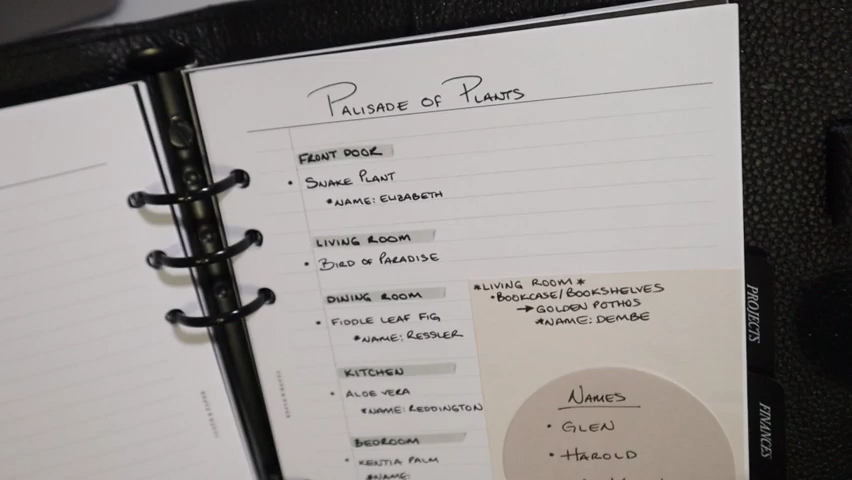 PALISADE OF PLANTS
FRONT DOOR
• SNAKE PLANT
*NAME: ELIZABETH
LIVING ROOM
• BIRD OF PARADISE
DINING ROOM
• FIDDLE LEAF FIG
*NAME: RESSLER
KITCHEN
• ALOE VERA
*NAME: REDDINGTON
BEDROOM
• KENTIA PALM
*NAME:
*LIVING ROOM*
• BOOKCASE/BOOKSHELVES
→ GOLDEN POTHOS
*NAME: DEMBE
NAMES
• GLEN
• HAROLD
PROJECTS
FINANCES